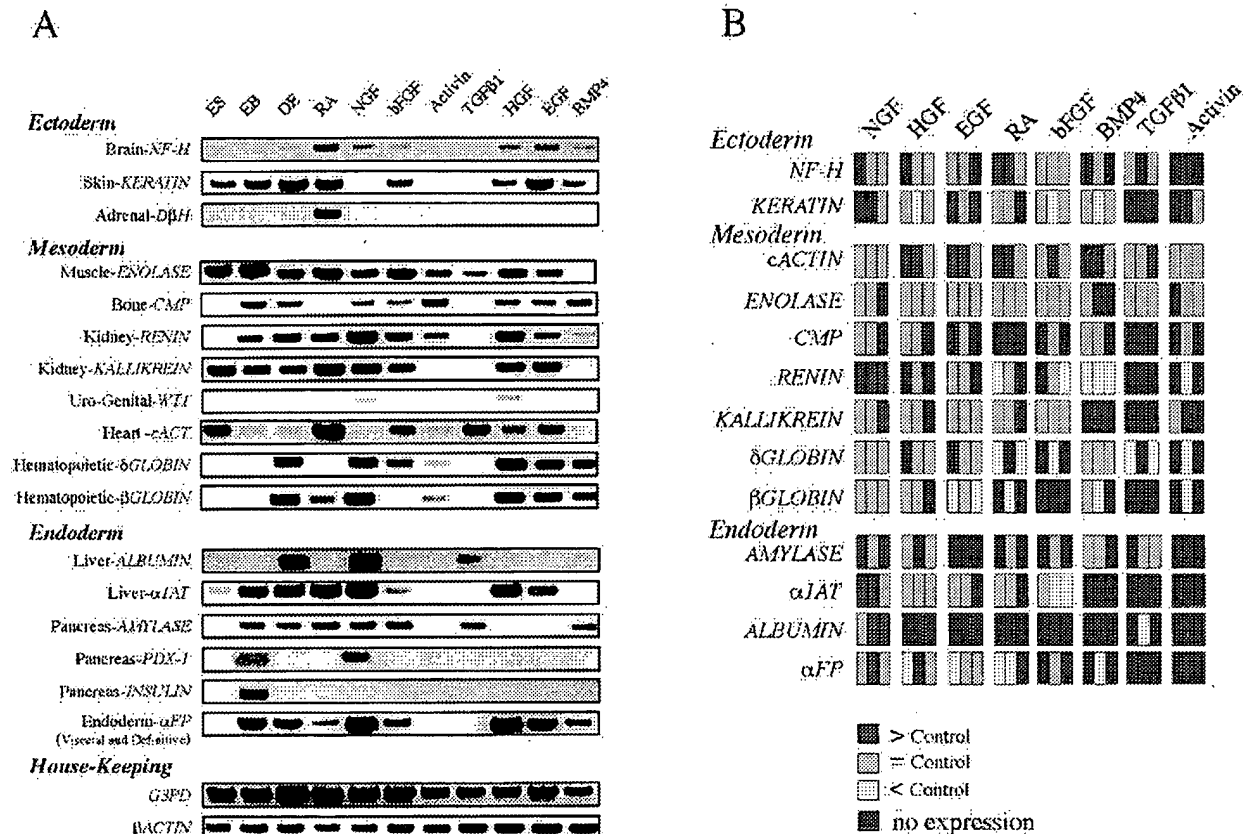 A
ES EB DE RA NGF bFGF Activin TGFβ1 HGF EGF BMP4
Ectoderm
Brain-NF-H
Skin-KERATIN
Adrenal-DβH
Mesoderm
Muscle-ENOLASE
Bone-CMP
Kidney-RENIN
Kidney-KALLIKREIN
Uro-Genital-WT1
Heart -cACT
Hematopoietic-δGLOBIN
Hematopoietic-βGLOBIN
Endoderm
Liver-ALBUMIN
Liver-α1AT
Pancreas-AMYLASE
Pancreas-PDX-1
Pancreas-INSULIN
Endoderm-αFP
(Visceral and Definitive)
House-Keeping
G3PD
βACTIN
B
NGF HGF EGF RA bFGF BMP4 TGFβ1 Activin
Ectoderm
NF-H
KERATIN
Mesoderm
cACTIN
ENOLASE
CMP
RENIN
KALLIKREIN
δGLOBIN
βGLOBIN
Endoderm
AMYLASE
α1AT
ALBUMIN
αFP
> Control
= Control
< Control
no expression